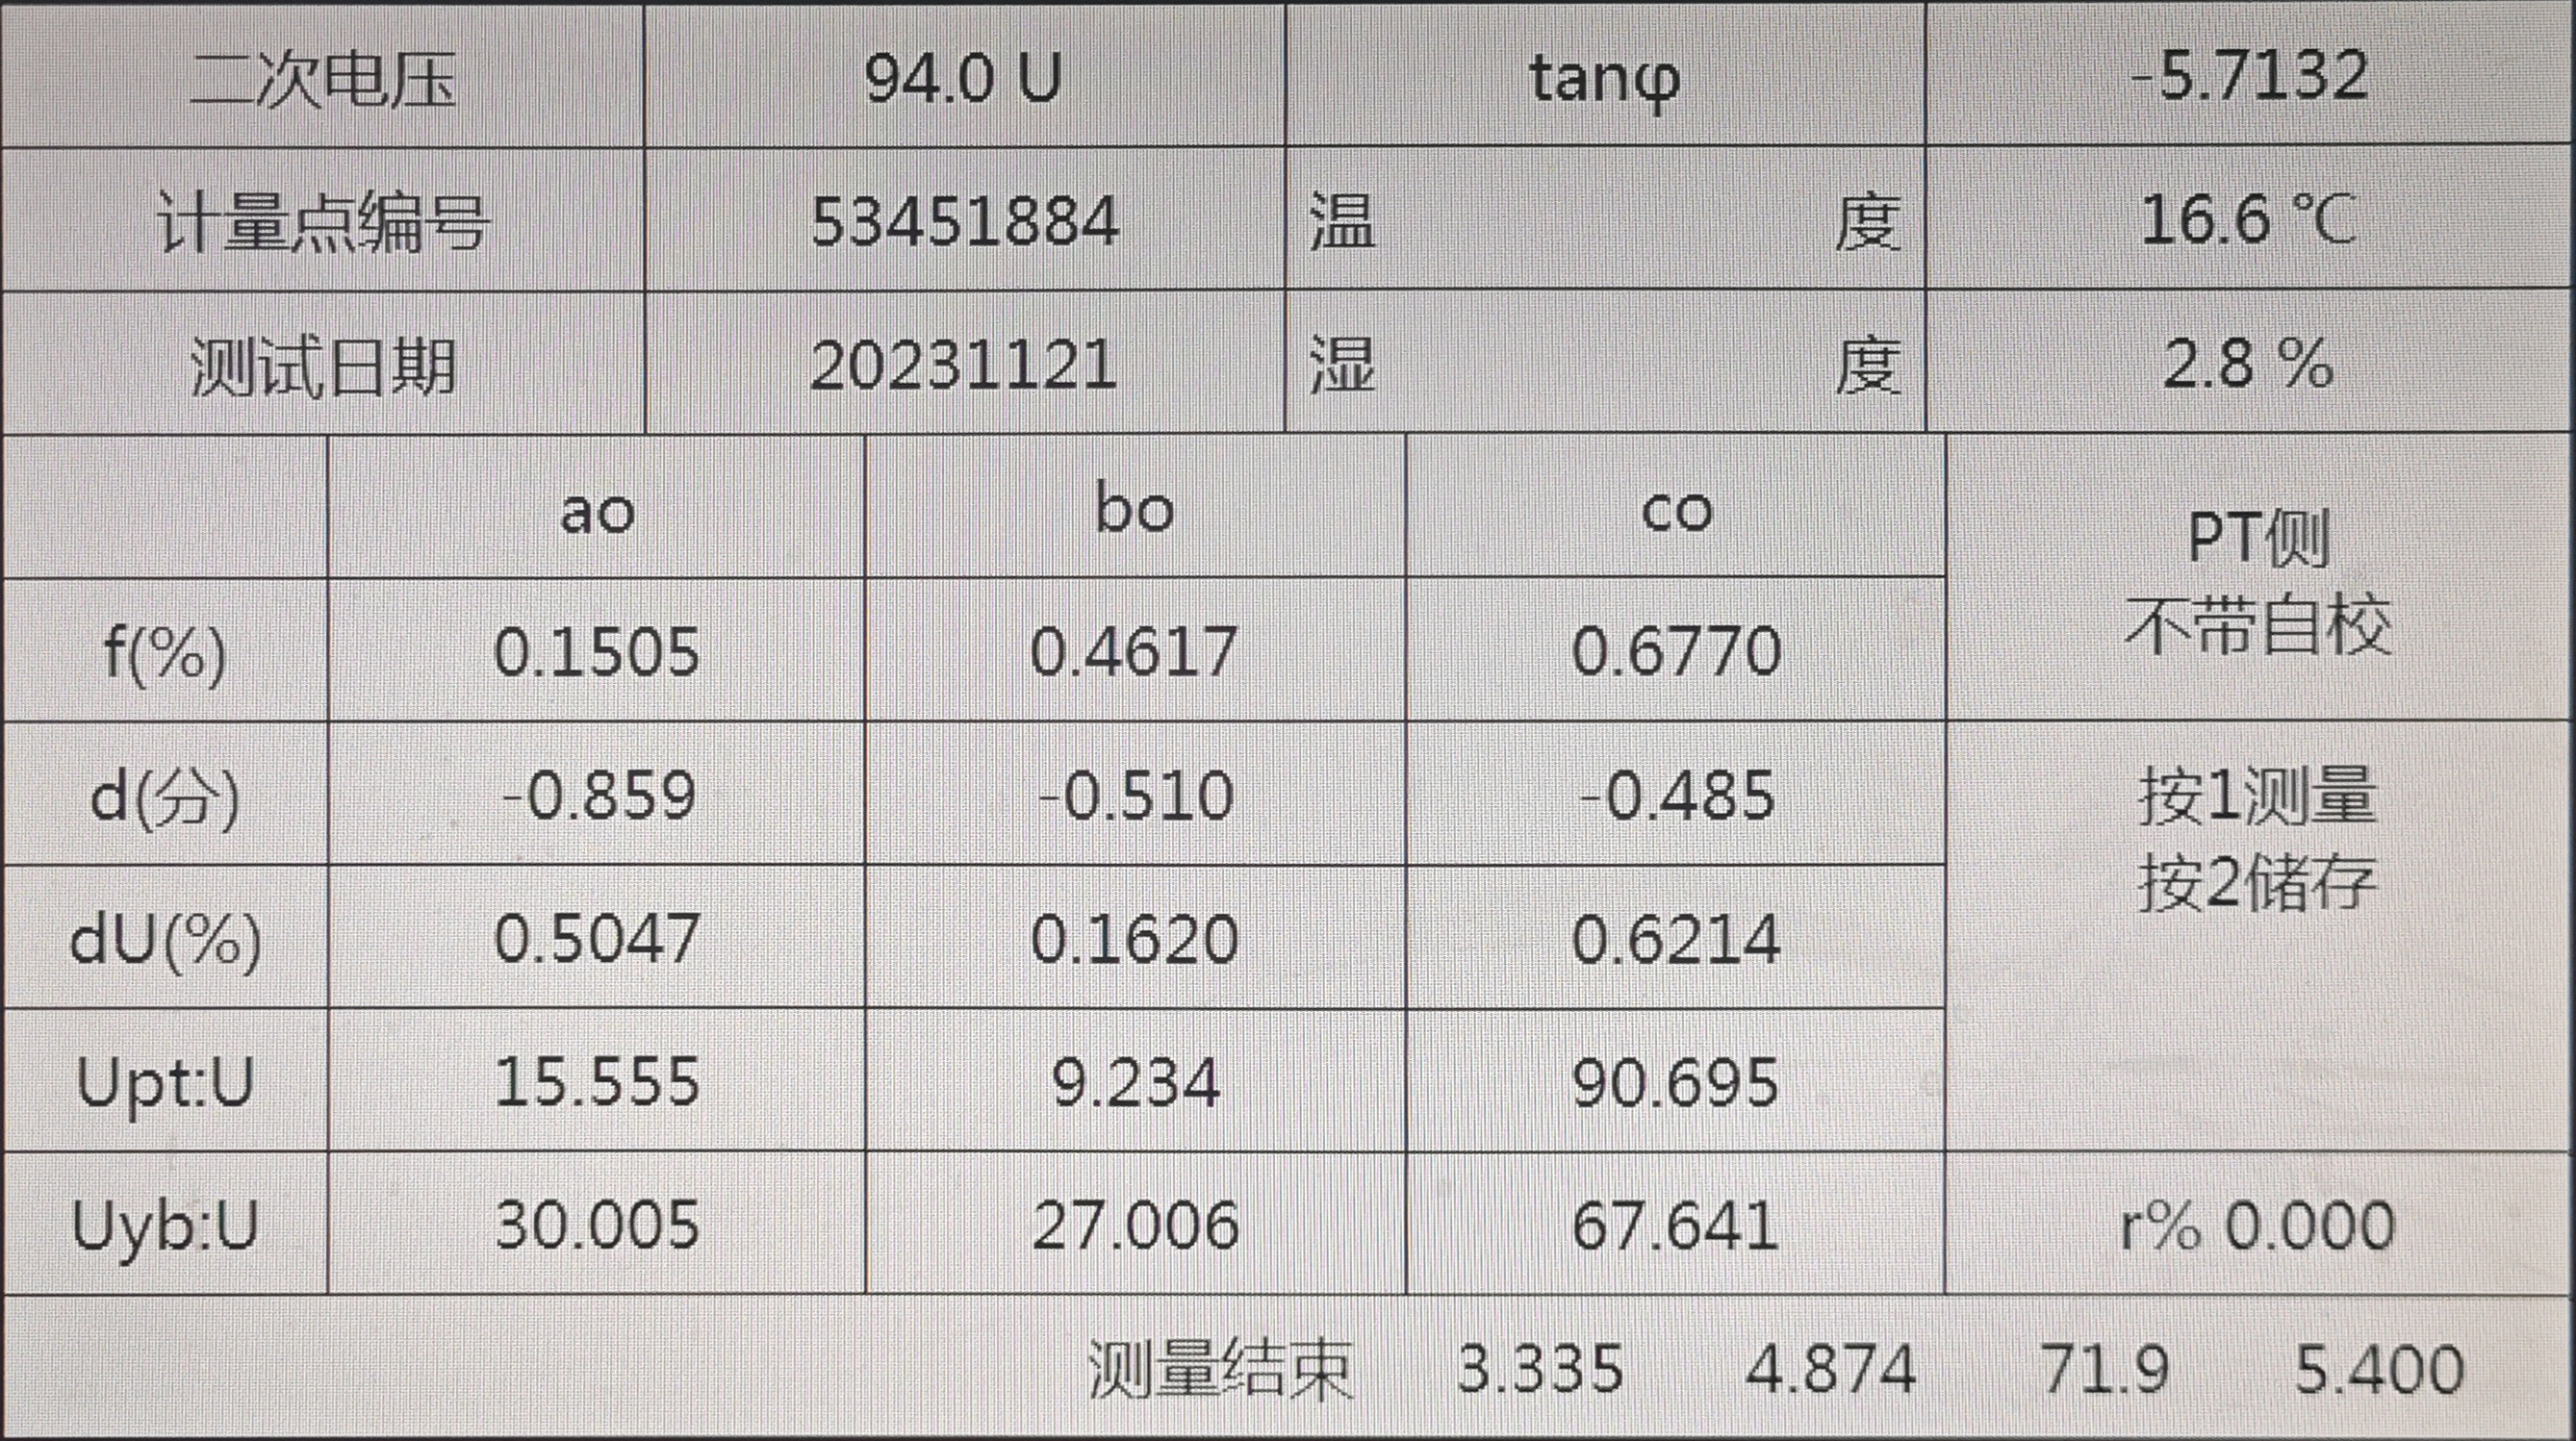 二次电压 94.0 U tanφ -5.7132
计量点编号 53451884 温 度 16.6 ℃
测试日期 20231121 湿 度 2.8 %
ao bo co
PT侧
不带自校
f(%) 0.1505 0.4617 0.6770
d(分) -0.859 -0.510 -0.485
按1测量
按2储存
dU(%) 0.5047 0.1620 0.6214
Upt:U 15.555 9.234 90.695
Uyb:U 30.005 27.006 67.641 r% 0.000
测量结束 3.335 4.874 71.9 5.400